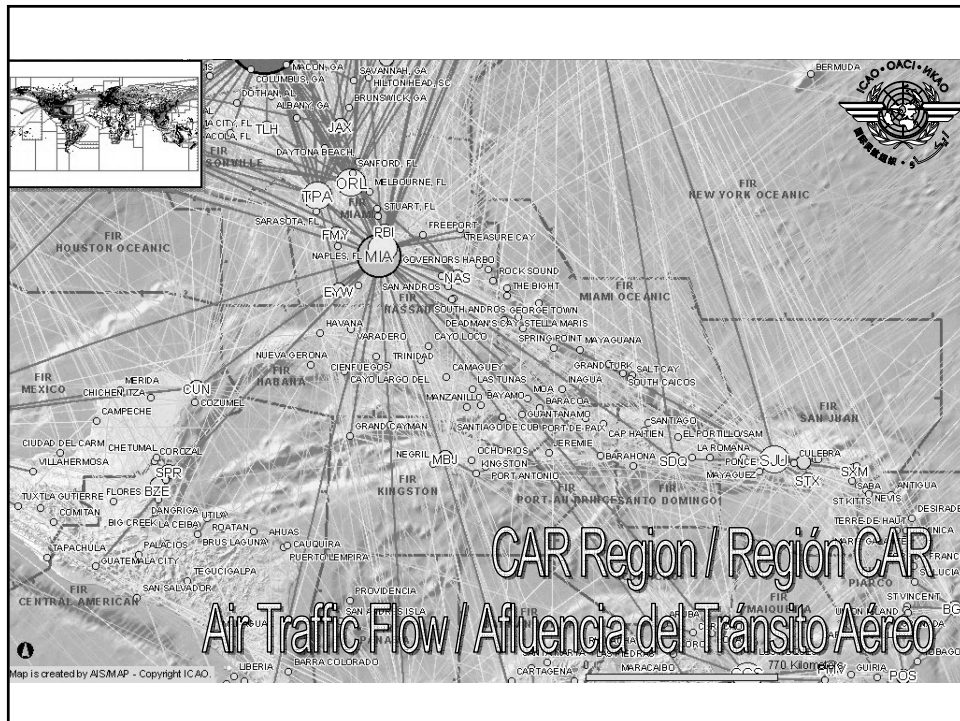 MACON, GA
COLUMBUS, GA
SAVANNAH, GA
HILTON HEAD, SC
DOTHAN, AL
ALBANY, GA
BRUNSWICK, GA
BERMUDA
ICAO • OACI • ИКАО
TLH
JAX
DAYTONA BEACH,
SANFORD, FL
ORL
MELBOURNE, FL
TPA
STUART, FL
FIR
NEW YORK OCEANIC
SARASOTA, FL
FIR
MIAMI
FREEPORT
TREASURE CAY
FIR
HOUSTON OCEANIC
FMY
PBI
NAPLES, FL
MIA
GOVERNORS HARBO
ROCK SOUND
EYW
SAN ANDROS
NAS
THE BIGHT
FIR
MIAMI OCEANIC
FIR
NASSAU
SOUTH ANDROS
GEORGE TOWN
DEADMAN'S CAY
STELLA MARIS
HAVANA
VARADERO
CAYO LOCO
SPRING POINT
MAYAGUANA
NUEVA GERONA
CIENFUEGOS
TRINIDAD
CAMAGUEY
GRAND TURK
SALT CAY
SOUTH CAICOS
FIR
MEXICO
MERIDA
FIR
HABANA
CAYO LARGO DEL
LAS TUNAS
MOA
INAGUA
CHICHEN ITZA
CUN
COZUMEL
MANZANILLO
BAYAMO
BARACOA
CAMPECHE
GUANTANAMO
SANTIAGO
FIR
SAN JUAN
GRAND CAYMAN
SANTIAGO DE CUB
PORT-DE-PAI
CAP HAITIEN
EL PORTILLO/SAM
CIUDAD DEL CARM
CHETUMAL
COROZAL
NEGRIL
MBJ
OCHO RIOS
JEREMIE
LA ROMANA
VILLAHERMOSA
SPR
KINGSTON
BARAHONA
SDQ
PONCE
SJU
CULEBRA
PORT ANTONIO
MAYAGUEZ
STX
SXM
SABA
ANTIGUA
TUXTLA GUTIERRE
FLORES
BZE
FIR
KINGSTON
FIR
PORT-AU-PRINCE
FIR
SANTO DOMINGO
ST KITTS
NEVIS
COMITAN
DANGRIGA
BIG CREEK
LA CEIBA
UTILA
ROATAN
AHUAS
DESIRADE
TERRE-DE-HAUT
TAPACHULA
PALACIOS
BRUS LAGUNA
CAUQUIRA
GUATEMALA CITY
PUERTO LEMPIRA
CAR Region / Región CAR
TEGUCIGALPA
FIR
CENTRAL AMERICAN
SAN SALVADOR
PROVIDENCIA
FIR
PIARCO
ST VINCENT
SAN ANDRES ISLA
Air Traffic Flow / Afluencia del Tránsito Aéreo
LIBERIA
BARRA COLORADO
CARTAGENA
MARACAIBO
770 Kilometers
GUIRIA
POS
Map is created by AIS/MAP - Copyright ICAO.